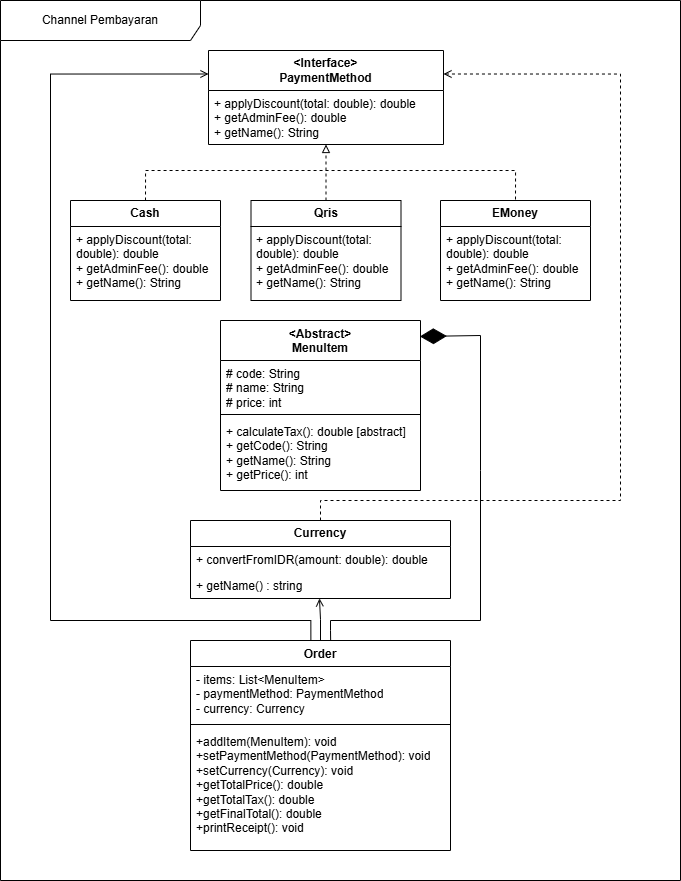 Channel Pembayaran
<Interface>
PaymentMethod
+ applyDiscount(total: double): double
+ getAdminFee(): double
+ getName(): String
Cash
+ applyDiscount(total:
double): double
+ getAdminFee(): double
+ getName(): String
Qris
+ applyDiscount(total:
double): double
+ getAdminFee(): double
+ getName(): String
EMoney
+ applyDiscount(total:
double): double
+ getAdminFee(): double
+ getName(): String
<Abstract>
MenuItem
# code: String
# name: String
# price: int
+ calculateTax(): double [abstract]
+ getCode(): String
+ getName(): String
+ getPrice(): int
Currency
+ convertFromIDR(amount: double): double
+ getName() : string
Order
- items: List<MenuItem>
- paymentMethod: PaymentMethod
- currency: Currency
+addItem(MenuItem): void
+setPaymentMethod(PaymentMethod): void
+setCurrency(Currency): void
+getTotalPrice(): double
+getTotalTax(): double
+getFinalTotal(): double
+printReceipt(): void